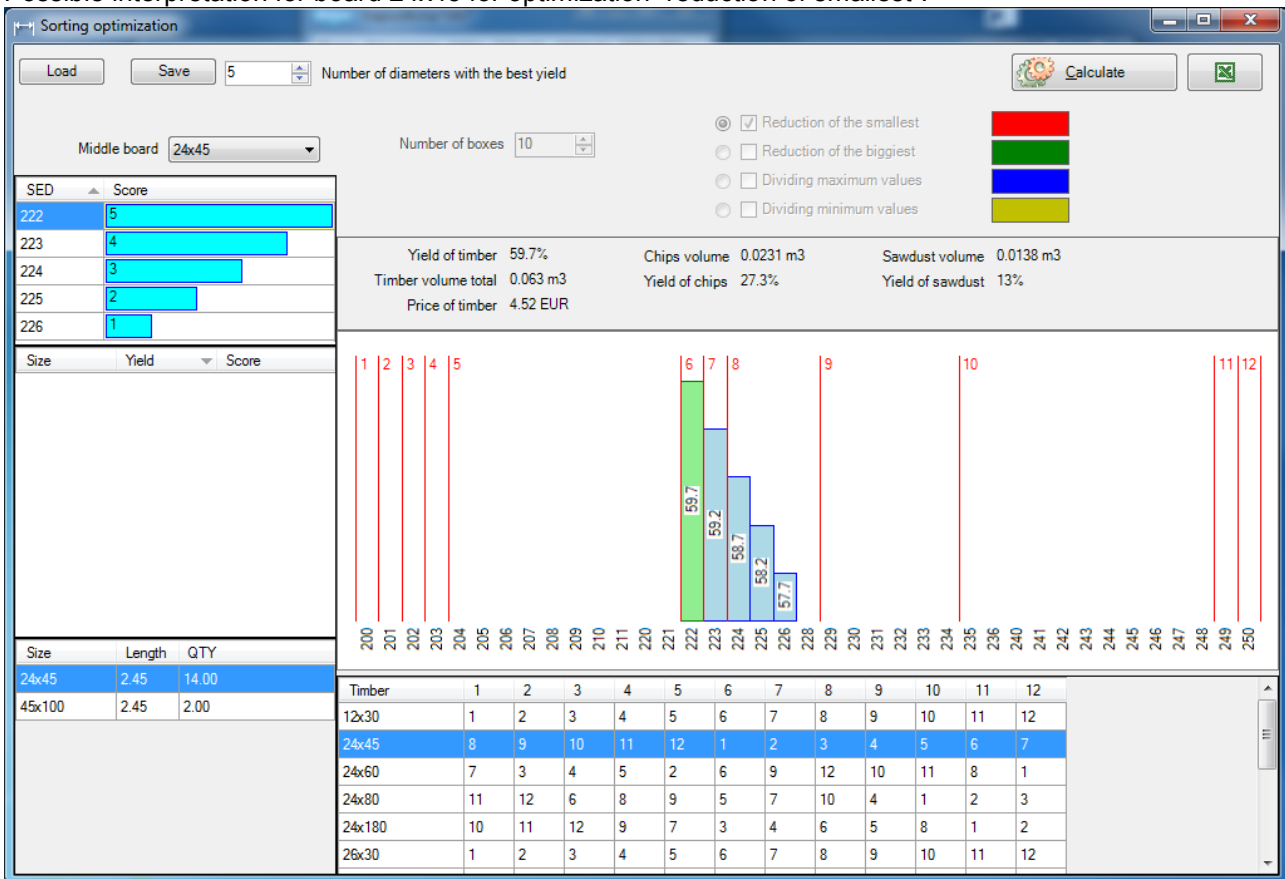 Possible interpretation for board 24x45 for optimization "reduction of smallest".
Sorting optimization
Load Save 5 Number of diameters with the best yield Calculate
Middle board 24x45 Number of boxes 10
Reduction of the smallest
Reduction of the biggiest
Dividing maximum values
Dividing minimum values
SED Score
222 5
223 4
224 3
225 2
226 1
Yield of timber 59.7% Chips volume 0.0231 m3 Sawdust volume 0.0138 m3
Timber volume total 0.063 m3 Yield of chips 27.3% Yield of sawdust 13%
Price of timber 4.52 EUR
Size Yield Score
1 2 3 4 5 6 7 8 9 10 11 12
59.7 59.2 58.7 58.2 57.7
200 201 202 203 204 205 206 207 208 209 210 211 220 221 222 223 224 225 226 228 229 230 231 232 233 234 235 236 240 241 242 243 244 245 246 247 248 249 250
Size Length QTY
24x45 2.45 14.00
45x100 2.45 2.00
Timber 1 2 3 4 5 6 7 8 9 10 11 12
12x30 1 2 3 4 5 6 7 8 9 10 11 12
24x45 8 9 10 11 12 1 2 3 4 5 6 7
24x60 7 3 4 5 2 6 9 12 10 11 8 1
24x80 11 12 6 8 9 5 7 10 4 1 2 3
24x180 10 11 12 9 7 3 4 6 5 8 1 2
26x30 1 2 3 4 5 6 7 8 9 10 11 12